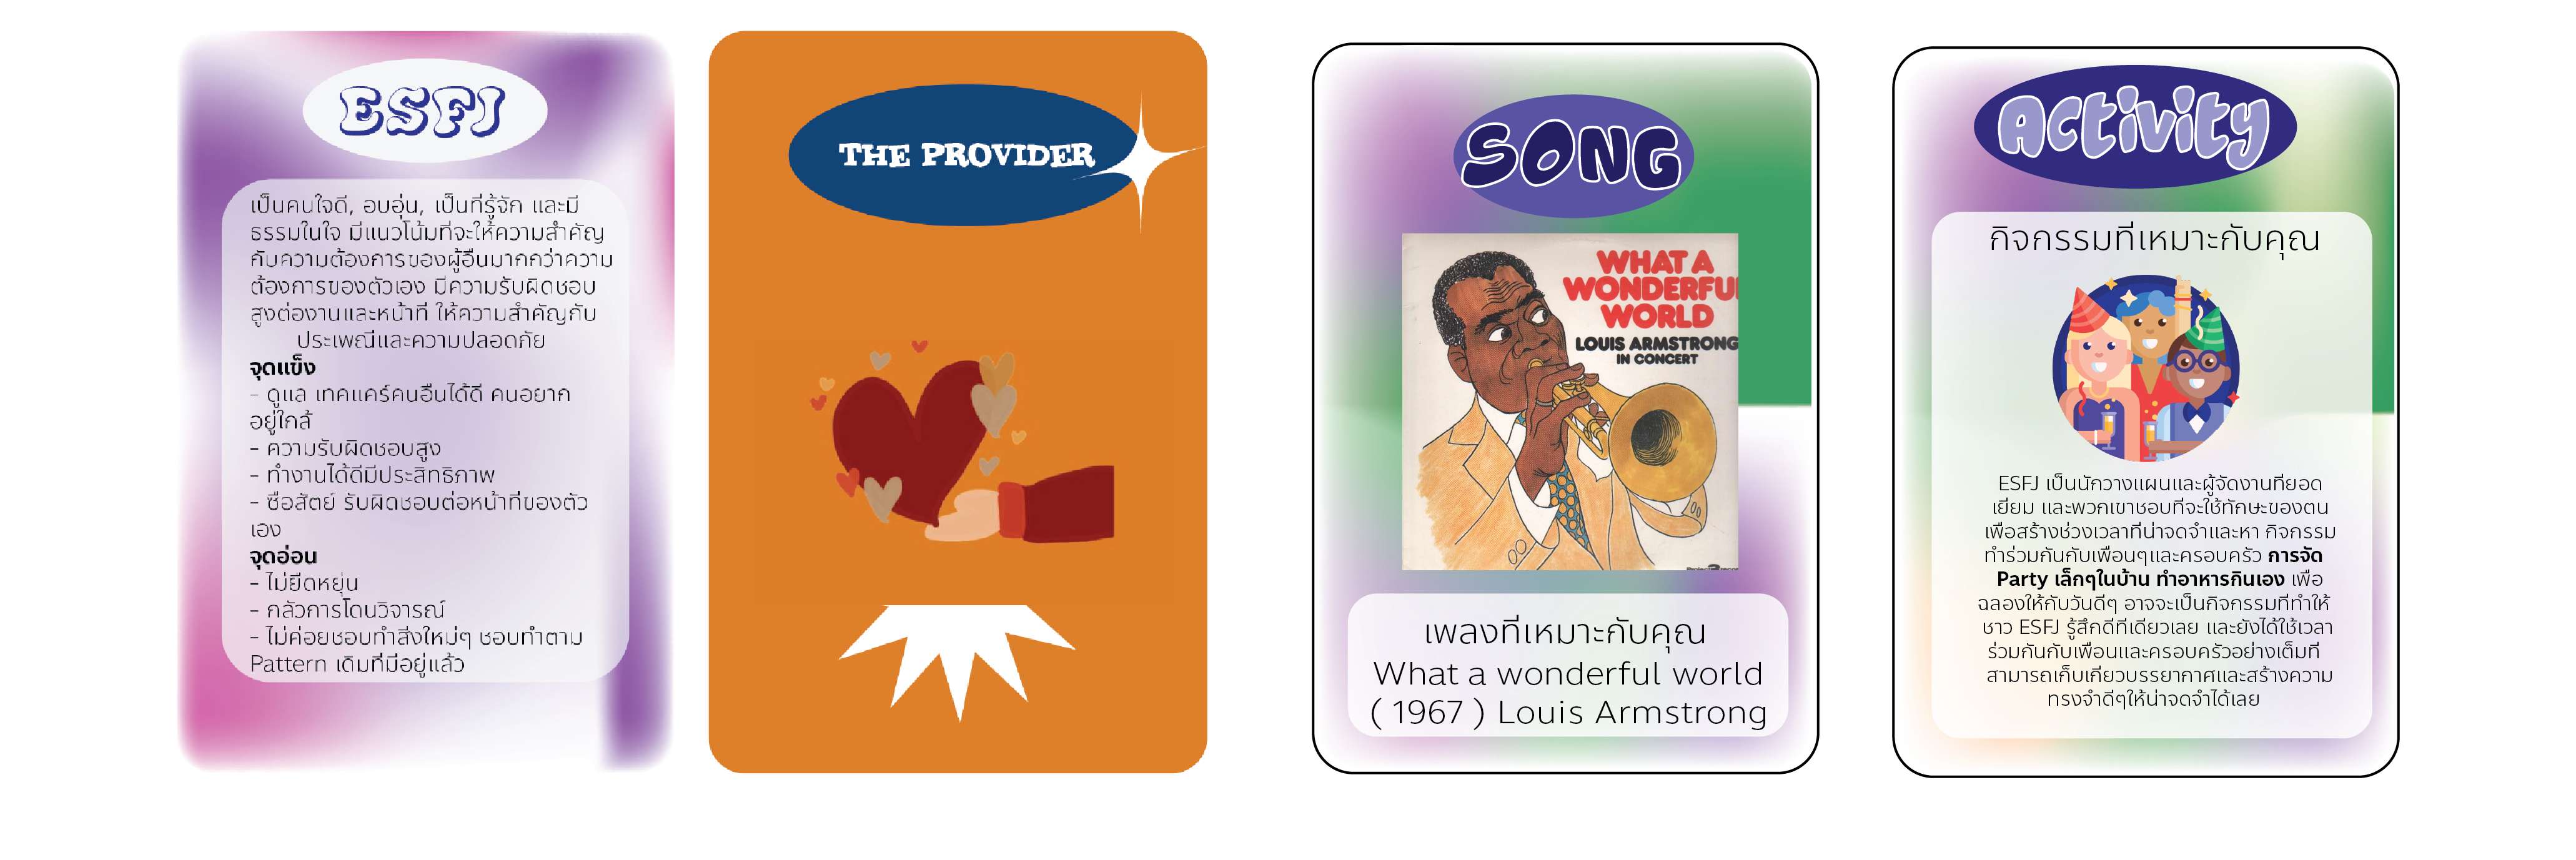 ESFJ
เป็นคนใจดี, อบอุ่น, เป็นที่รู้จัก และมี
ธรรมในใจ มีแนวโน้มที่จะให้ความสำคัญ
กับความต้องการของผู้อื่นมากกว่าความ
ต้องการของตัวเอง มีความรับผิดชอบ
สูงต่องานและหน้าที่ ให้ความสำคัญกับ
ประเพณีและความปลอดภัย
จุดแข็ง
- ดูแล เทคแคร์คนอื่นได้ดี คนอยาก
อยู่ใกล้
- ความรับผิดชอบสูง
- ทำงานได้ดีมีประสิทธิภาพ
- ซื่อสัตย์ รับผิดชอบต่อหน้าที่ของตัว
เอง
จุดอ่อน
- ไม่ยืดหยุ่น
- กลัวการโดนวิจารณ์
- ไม่ค่อยชอบทำสิ่งใหม่ๆ ชอบทำตาม
Pattern เดิมที่มีอยู่แล้ว
THE PROVIDER
SONG
WHAT A
WONDERFUL
WORLD
LOUIS ARMSTRONG
IN CONCERT
เพลงที่เหมาะกับคุณ
What a wonderful world
( 1967 ) Louis Armstrong
Activity
กิจกรรมที่เหมาะกับคุณ
ESFJ เป็นนักวางแผนและผู้จัดงานที่ยอด
เยี่ยม และพวกเขาชอบที่จะใช้ทักษะของตน
เพื่อสร้างช่วงเวลาที่น่าจดจำและหา กิจกรรม
ทำร่วมกันกับเพื่อนๆและครอบครัว การจัด
Party เล็กๆในบ้าน ทำอาหารกินเอง เพื่อ
ฉลองให้กับวันดีๆ อาจจะเป็นกิจกรรมที่ทำให้
ชาว ESFJ รู้สึกดีทีเดียวเลย และยังได้ใช้เวลา
ร่วมกันกับเพื่อนและครอบครัวอย่างเต็มที่
สามารถเก็บเกี่ยวบรรยากาศและสร้างความ
ทรงจำดีๆให้น่าจดจำได้เลย